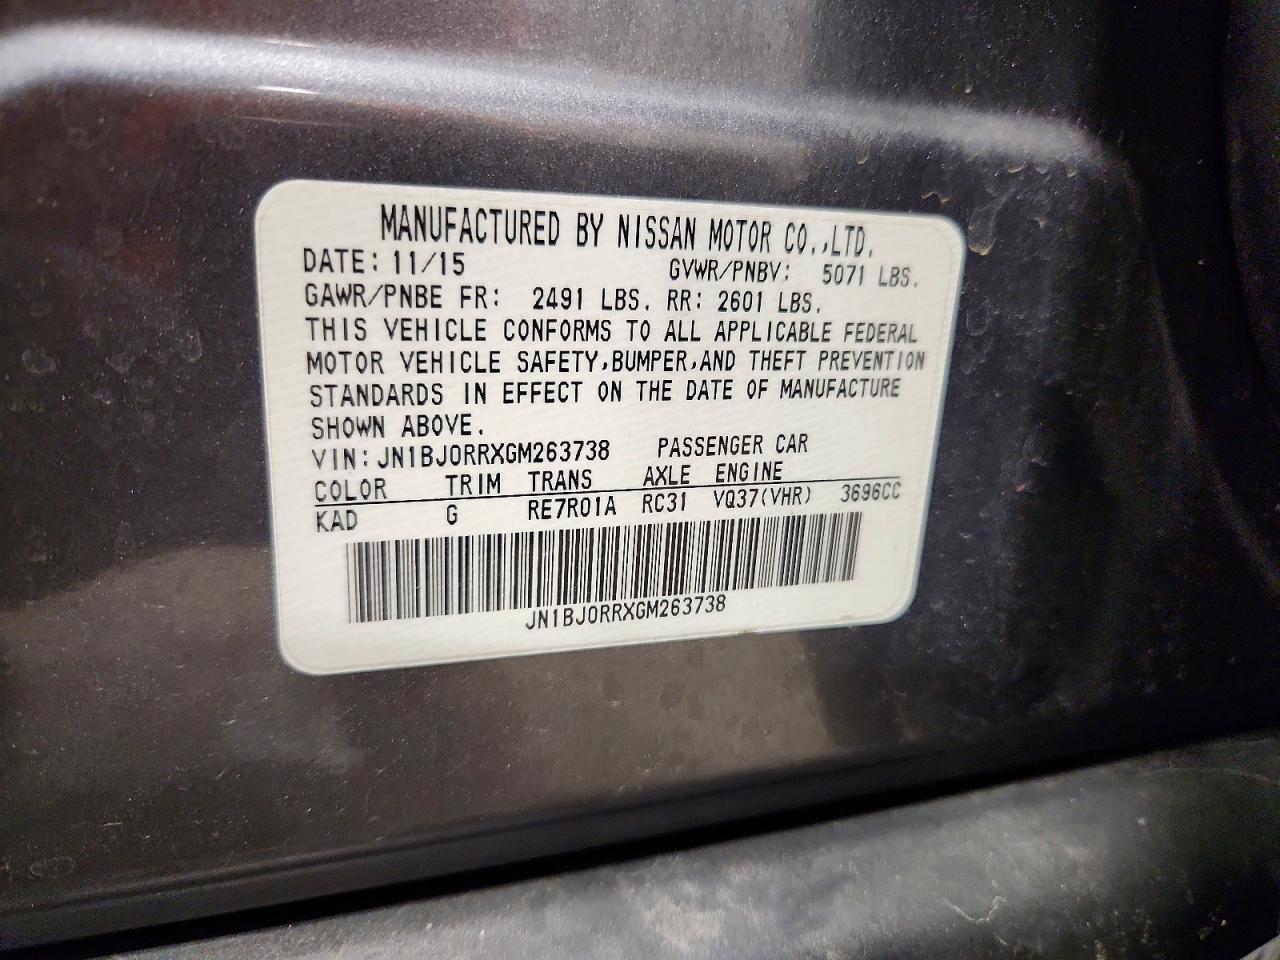 MANUFACTURED BY NISSAN MOTOR CO.,LTD.
DATE: 11/15 GVWR/PNBV: 5071 LBS.
GAWR/PNBE FR: 2491 LBS. RR: 2601 LBS.
THIS VEHICLE CONFORMS TO ALL APPLICABLE FEDERAL
MOTOR VEHICLE SAFETY,BUMPER,AND THEFT PREVENTION
STANDARDS IN EFFECT ON THE DATE OF MANUFACTURE
SHOWN ABOVE.
VIN: JN1BJ0RRXGM263738 PASSENGER CAR
COLOR TRIM TRANS AXLE ENGINE
KAD G RE7R01A RC31 VQ37(VHR) 3696CC
JN1BJ0RRXGM263738